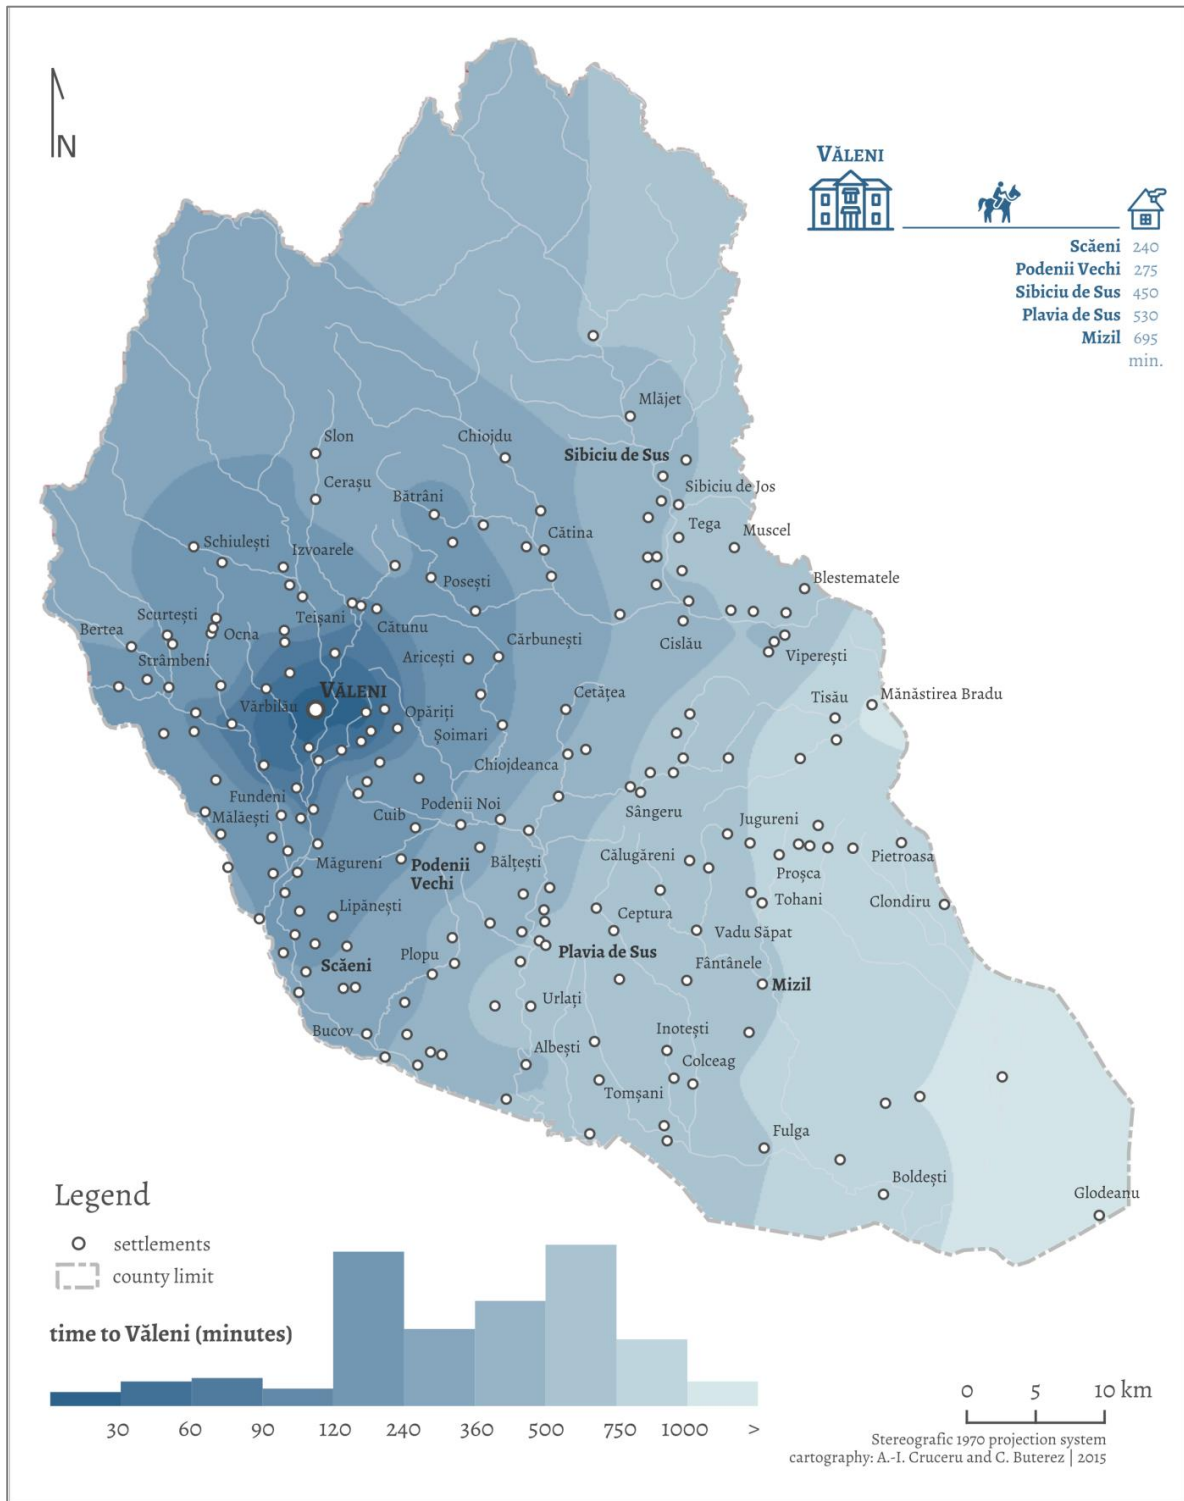 N
VĂLENI
Scăeni 240
Podenii Vechi 275
Sibiciu de Sus 450
Plavia de Sus 530
Mizil 695
min.
Mlăjet
Slon
Chiojdu
Sibiciu de Sus
Cerașu
Bătrâni
Sibiciu de Jos
Tega
Muscel
Cătina
Schiulești
Izvoarele
Posești
Blestematele
Scurtești
Teișani
Cătunu
Bertea
Ocna
Cărbunești
Cislău
Aricești
Viperești
Strâmbeni
VĂLENI
Cetățea
Tisău
Mănăstirea Bradu
Vărbilău
Opăriți
Șoimari
Chiojdeanca
Fundeni
Podenii Noi
Sângeru
Mălăești
Cuib
Jugureni
Măgureni
Podenii
Vechi
Bălțești
Călugăreni
Proșca
Pietroasa
Tohani
Clondiru
Lipănești
Ceptura
Vadu Săpat
Plopu
Plavia de Sus
Scăeni
Fântânele
Mizil
Urlați
Bucov
Inotești
Albești
Colceag
Tomșani
Fulga
Boldești
Glodeanu
Legend
settlements
county limit
time to Văleni (minutes)
30 60 90 120 240 360 500 750 1000 >
0 5 10 km
Stereografic 1970 projection system
cartography: A.-I. Cruceru and C. Buterez | 2015